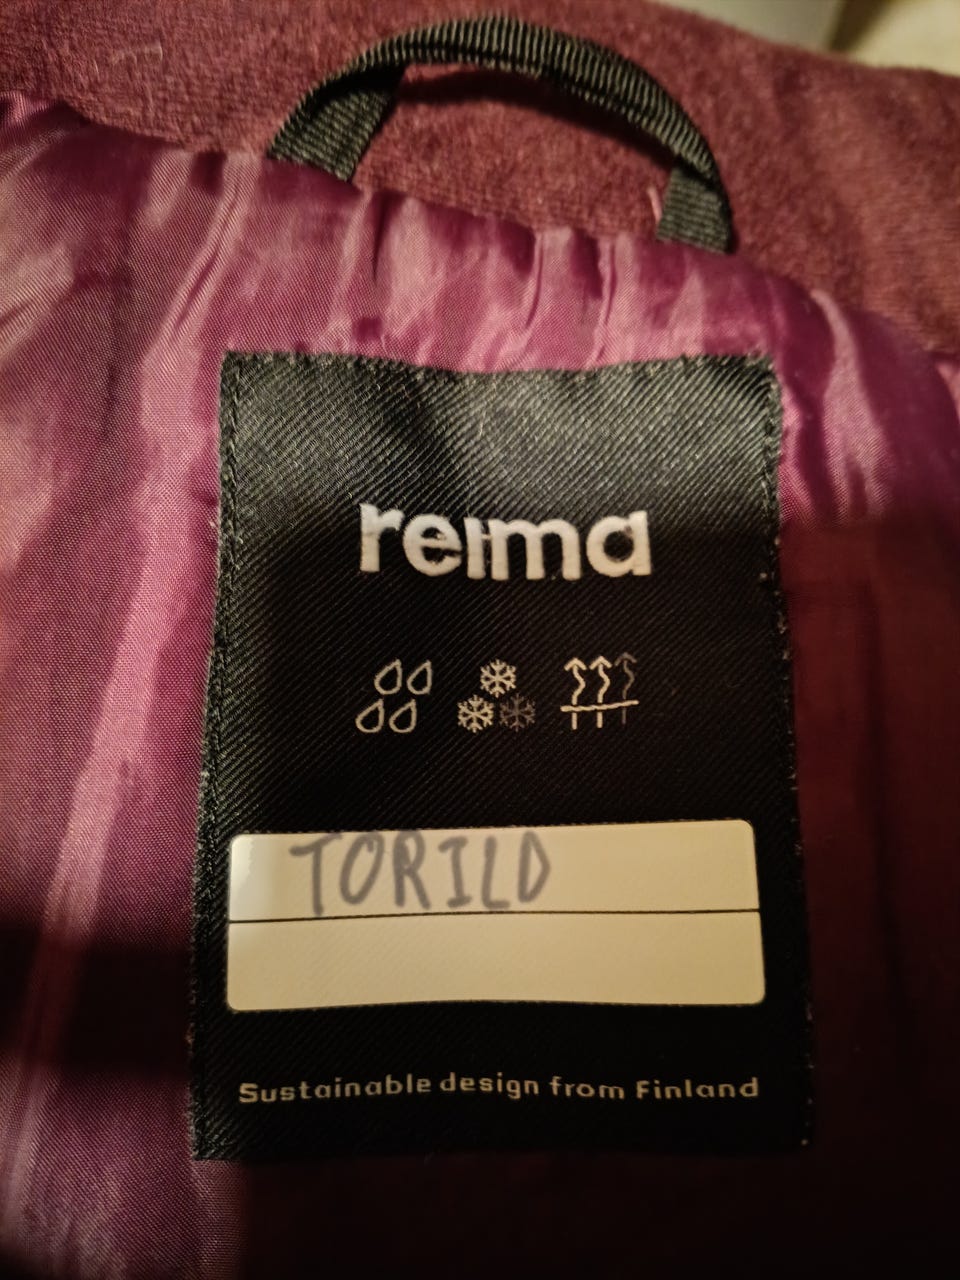 reima
TORILD
Sustainable design from Finland